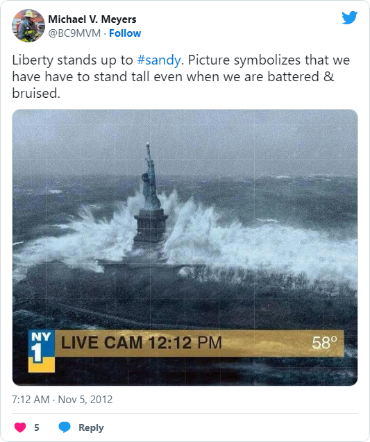 Michael V. Meyers
@BC9MVM · Follow
Liberty stands up to #sandy. Picture symbolizes that we
have have to stand tall even when we are battered &
bruised.
NY
1
LIVE CAM 12:12 PM
58°
7:12 AM · Nov 5, 2012
5
Reply